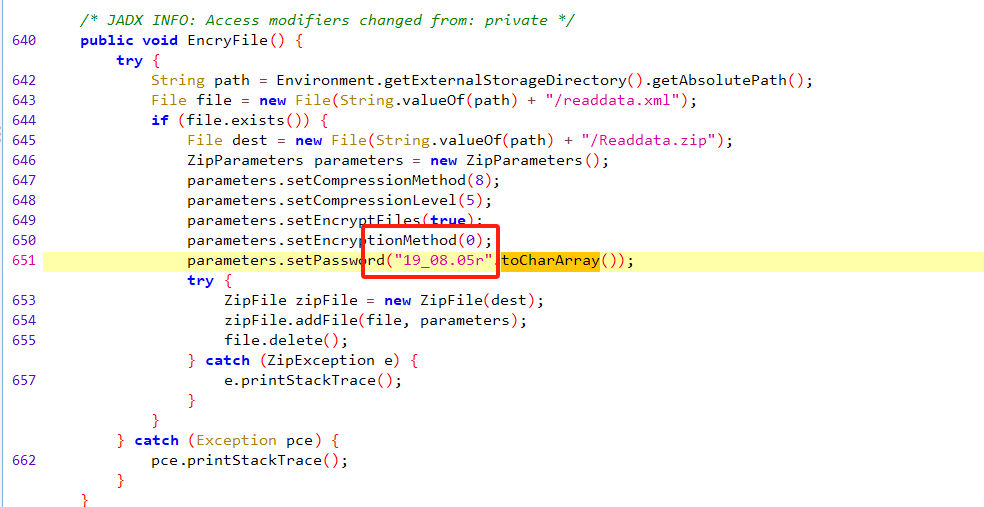 /* JADX INFO: Access modifiers changed from: private */
640 public void EncryFile() {
try {
642 String path = Environment.getExternalStorageDirectory().getAbsolutePath();
643 File file = new File(String.valueOf(path) + "/readdata.xml");
644 if (file.exists()) {
645 File dest = new File(String.valueOf(path) + "/Readdata.zip");
646 ZipParameters parameters = new ZipParameters();
647 parameters.setCompressionMethod(8);
648 parameters.setCompressionLevel(5);
649 parameters.setEncryptFiles(true);
650 parameters.setEncryptionMethod(0);
651 parameters.setPassword("19_08.05r".toCharArray());
try {
653 ZipFile zipFile = new ZipFile(dest);
654 zipFile.addFile(file, parameters);
655 file.delete();
} catch (ZipException e) {
657 e.printStackTrace();
}
}
} catch (Exception pce) {
662 pce.printStackTrace();
}
}